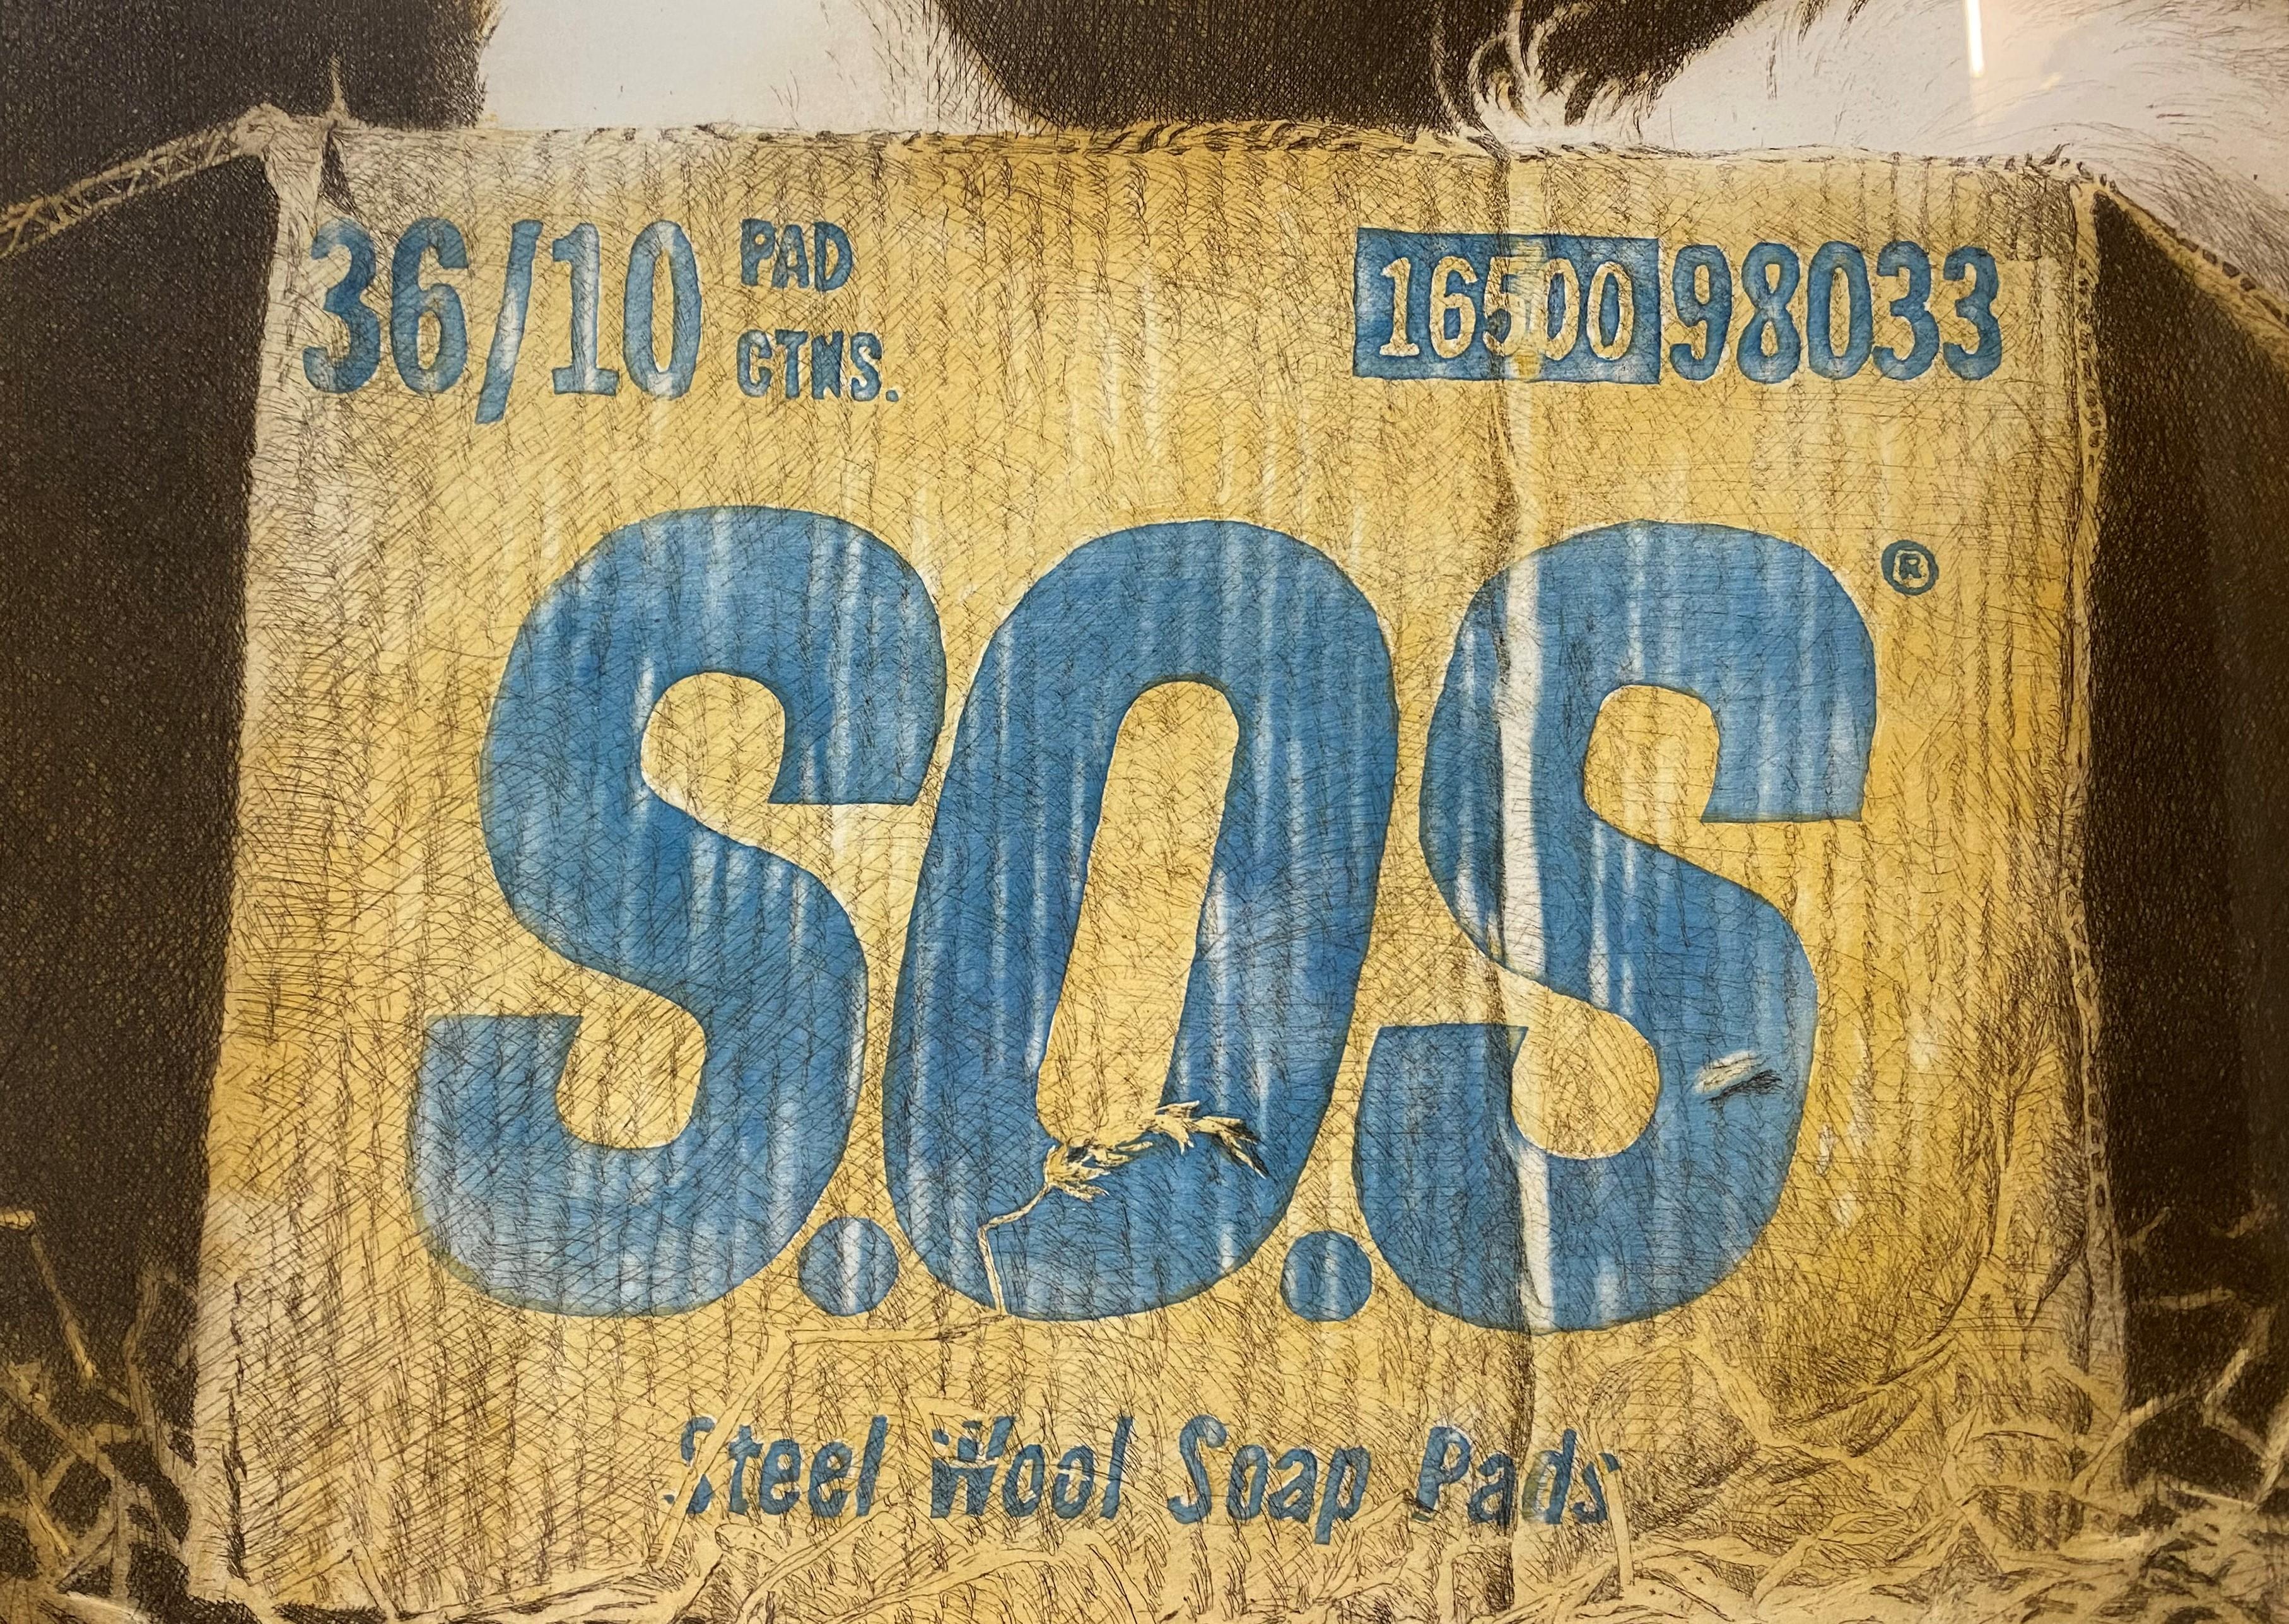 36/10 PAD CTNS.
16500 98033
S.O.S ®
Steel Wool Soap Pads